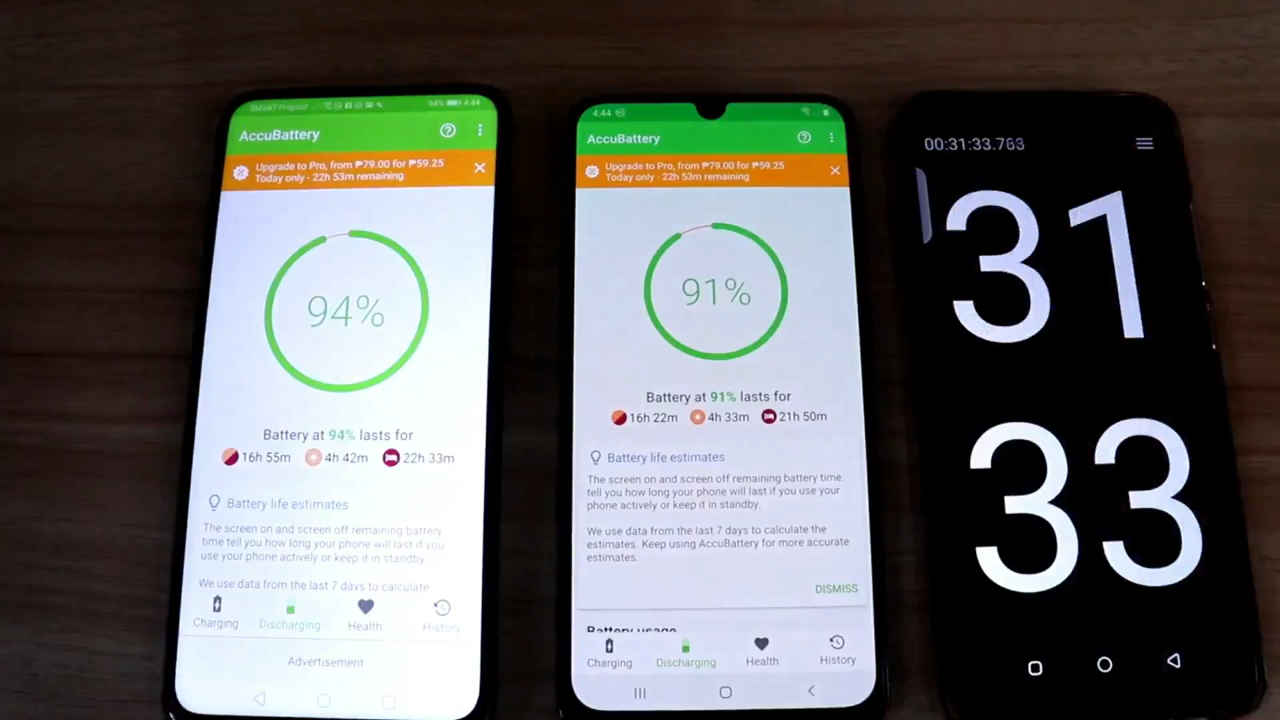 SMART Prepaid 94% 4:44
AccuBattery
Upgrade to Pro, from ₱79.00 for ₱59.25
Today only - 22h 53m remaining
94%
Battery at 94% lasts for
16h 55m 4h 42m 22h 33m
Battery life estimates
The screen on and screen off remaining battery
time tell you how long your phone will last if you
use your phone actively or keep it in standby.
We use data from the last 7 days to calculate
Charging Discharging Health History
Advertisement
4:44
AccuBattery
Upgrade to Pro, from ₱79.00 for ₱59.25
Today only - 22h 53m remaining
91%
Battery at 91% lasts for
16h 22m 4h 33m 21h 50m
Battery life estimates
The screen on and screen off remaining battery time
tell you how long your phone will last if you use your
phone actively or keep it in standby.
We use data from the last 7 days to calculate the
estimates. Keep using AccuBattery for more accurate
estimates.
DISMISS
Battery usage
Charging Discharging Health History
00:31:33.763
31
33